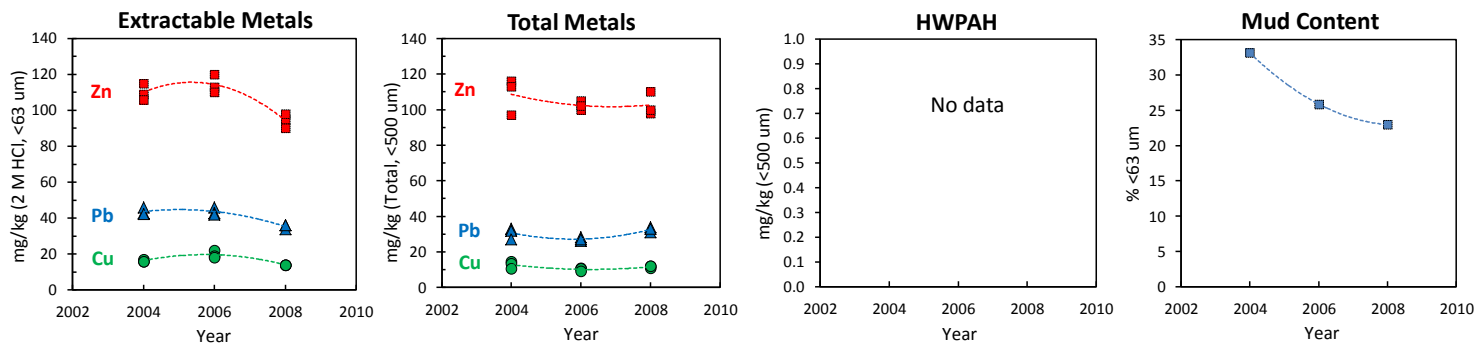 Extractable Metals
mg/kg (2 M HCl, <63 um)
140
120
100
80
60
40
20
0
Zn
Pb
Cu
2002 2004 2006 2008 2010
Year
Total Metals
mg/kg (Total, <500 um)
140
120
100
80
60
40
20
0
Zn
Pb
Cu
2002 2004 2006 2008 2010
Year
HWPAH
mg/kg (<500 um)
1.0
0.9
0.8
0.7
0.6
0.5
0.4
0.3
0.2
0.1
0.0
No data
2002 2004 2006 2008 2010
Year
Mud Content
% <63 um
35
30
25
20
15
10
5
0
2002 2004 2006 2008 2010
Year